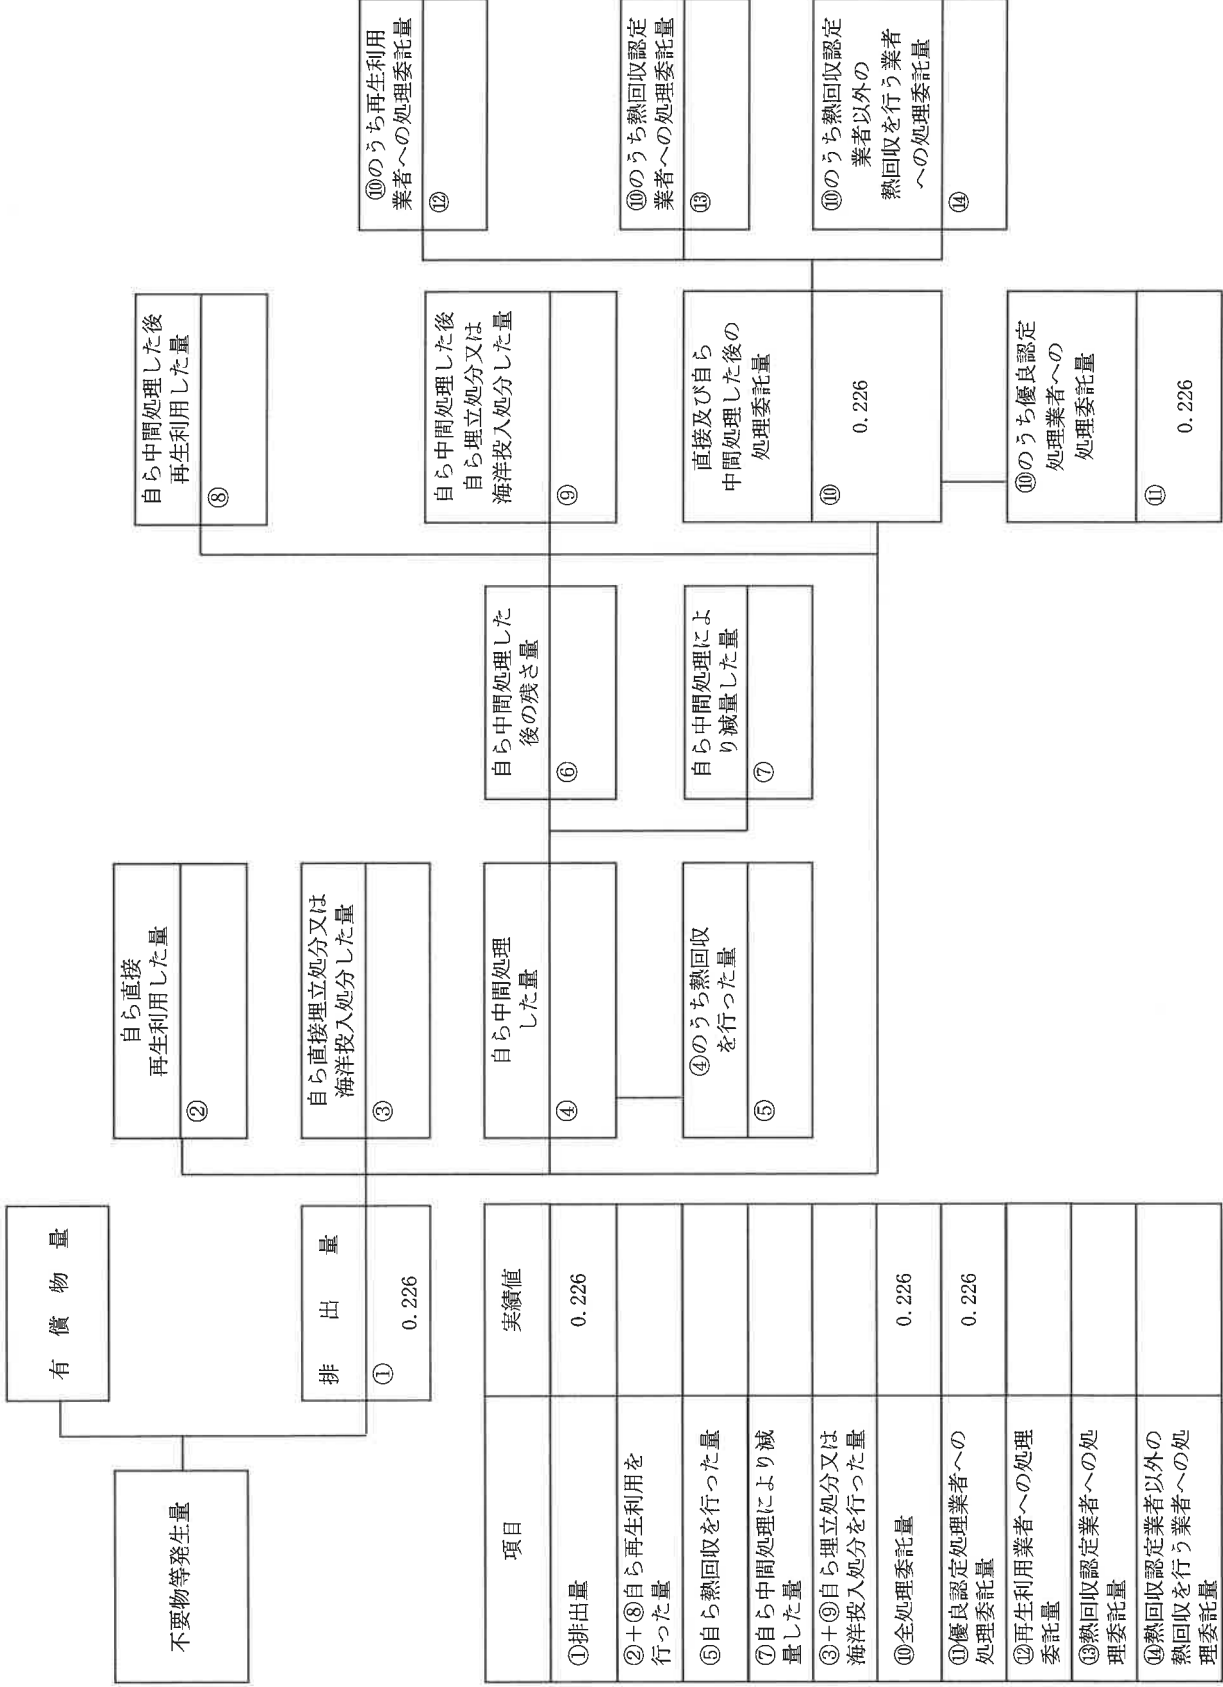 不要物等発生量
有償物量
排出量
①
0.226
自ら直接
再生利用した量
②
自ら直接埋立処分又は
海洋投入処分した量
③
自ら中間処理
した量
④
④のうち熱回収
を行った量
⑤
自ら中間処理した
後の残さ量
⑥
自ら中間処理によ
り減量した量
⑦
自ら中間処理した後
再生利用した量
⑧
自ら中間処理した後
自ら埋立処分又は
海洋投入処分した量
⑨
直接及び自ら
中間処理した後の
処理委託量
⑩
0.226
⑩のうち優良認定
処理業者への
処理委託量
⑪
0.226
⑩のうち再生利用
業者への処理委託量
⑫
⑩のうち熱回収認定
業者への処理委託量
⑬
⑩のうち熱回収認定
業者以外の
熱回収を行う業者
への処理委託量
⑭
項目
実績値
①排出量
0.226
②+⑧自ら再生利用を
行った量
⑤自ら熱回収を行った量
⑦自ら中間処理により減
量した量
③+⑨自ら埋立処分又は
海洋投入処分を行った量
⑩全処理委託量
0.226
⑪優良認定処理業者への
処理委託量
0.226
⑫再生利用業者への処理
委託量
⑬熱回収認定業者への処
理委託量
⑭熱回収認定業者以外の
熱回収を行う業者への処
理委託量